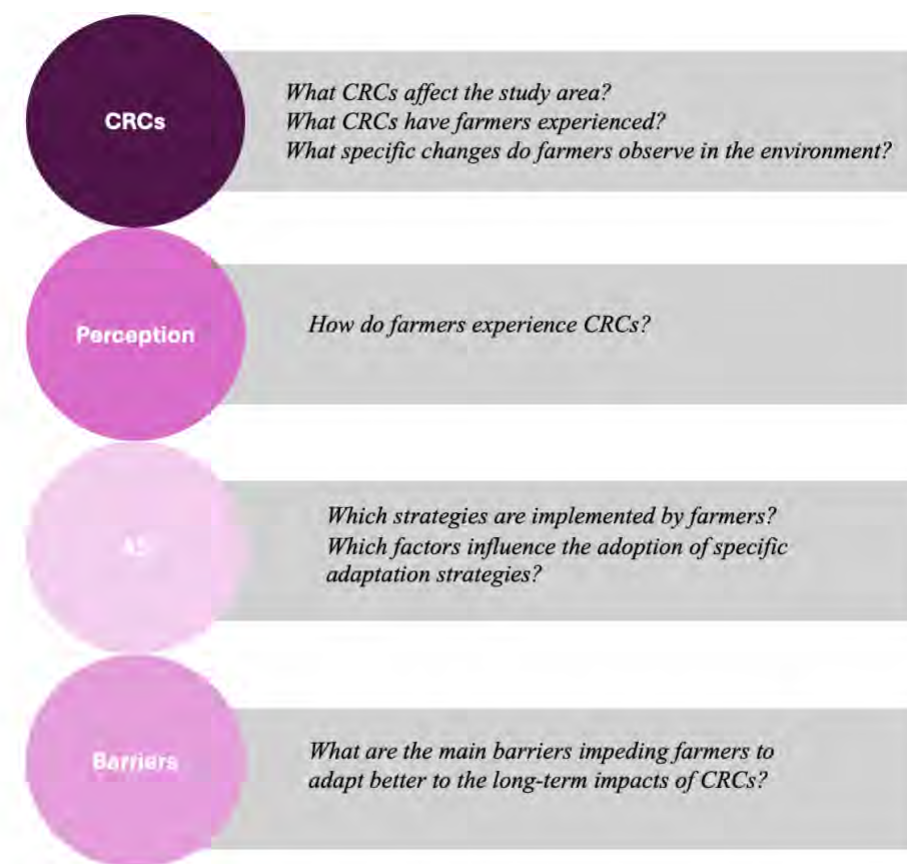 CRCs
What CRCs affect the study area?
What CRCs have farmers experienced?
What specific changes do farmers observe in the environment?
Perception
How do farmers experience CRCs?
AS
Which strategies are implemented by farmers?
Which factors influence the adoption of specific
adaptation strategies?
Barriers
What are the main barriers impeding farmers to
adapt better to the long-term impacts of CRCs?